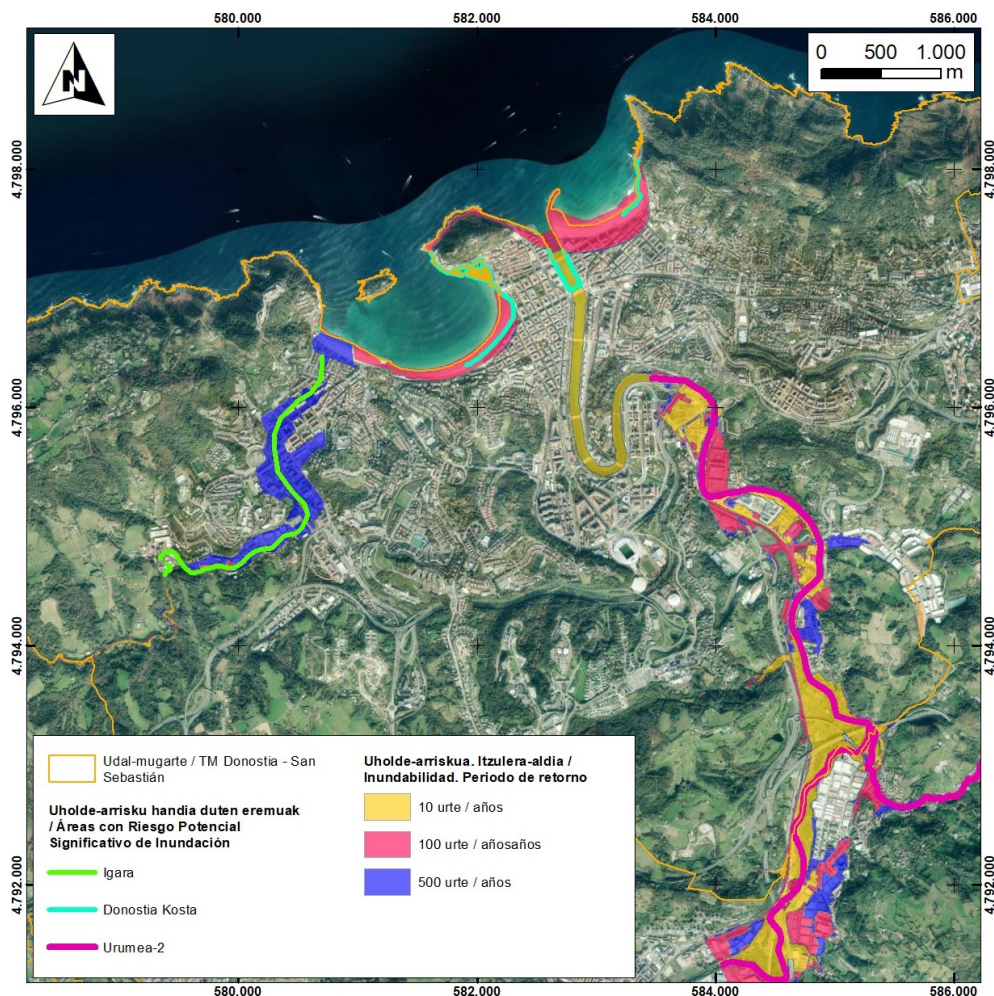 580.000 582.000 584.000 586.000
N
0 500 1.000
m
4.798.000 4.798.000
4.796.000 4.796.000
4.794.000 4.794.000
4.792.000 4.792.000
Udal-mugarte / TM Donostia - San
Sebastián
Uholde-arrisku handia duten eremuak
/ Áreas con Riesgo Potencial
Significativo de Inundación
Igara
Donostia Kosta
Urumea-2
Uholde-arriskua. Itzulera-aldia /
Inundabilidad. Periodo de retorno
10 urte / años
100 urte / añosaños
500 urte / años
580.000 582.000 584.000 586.000